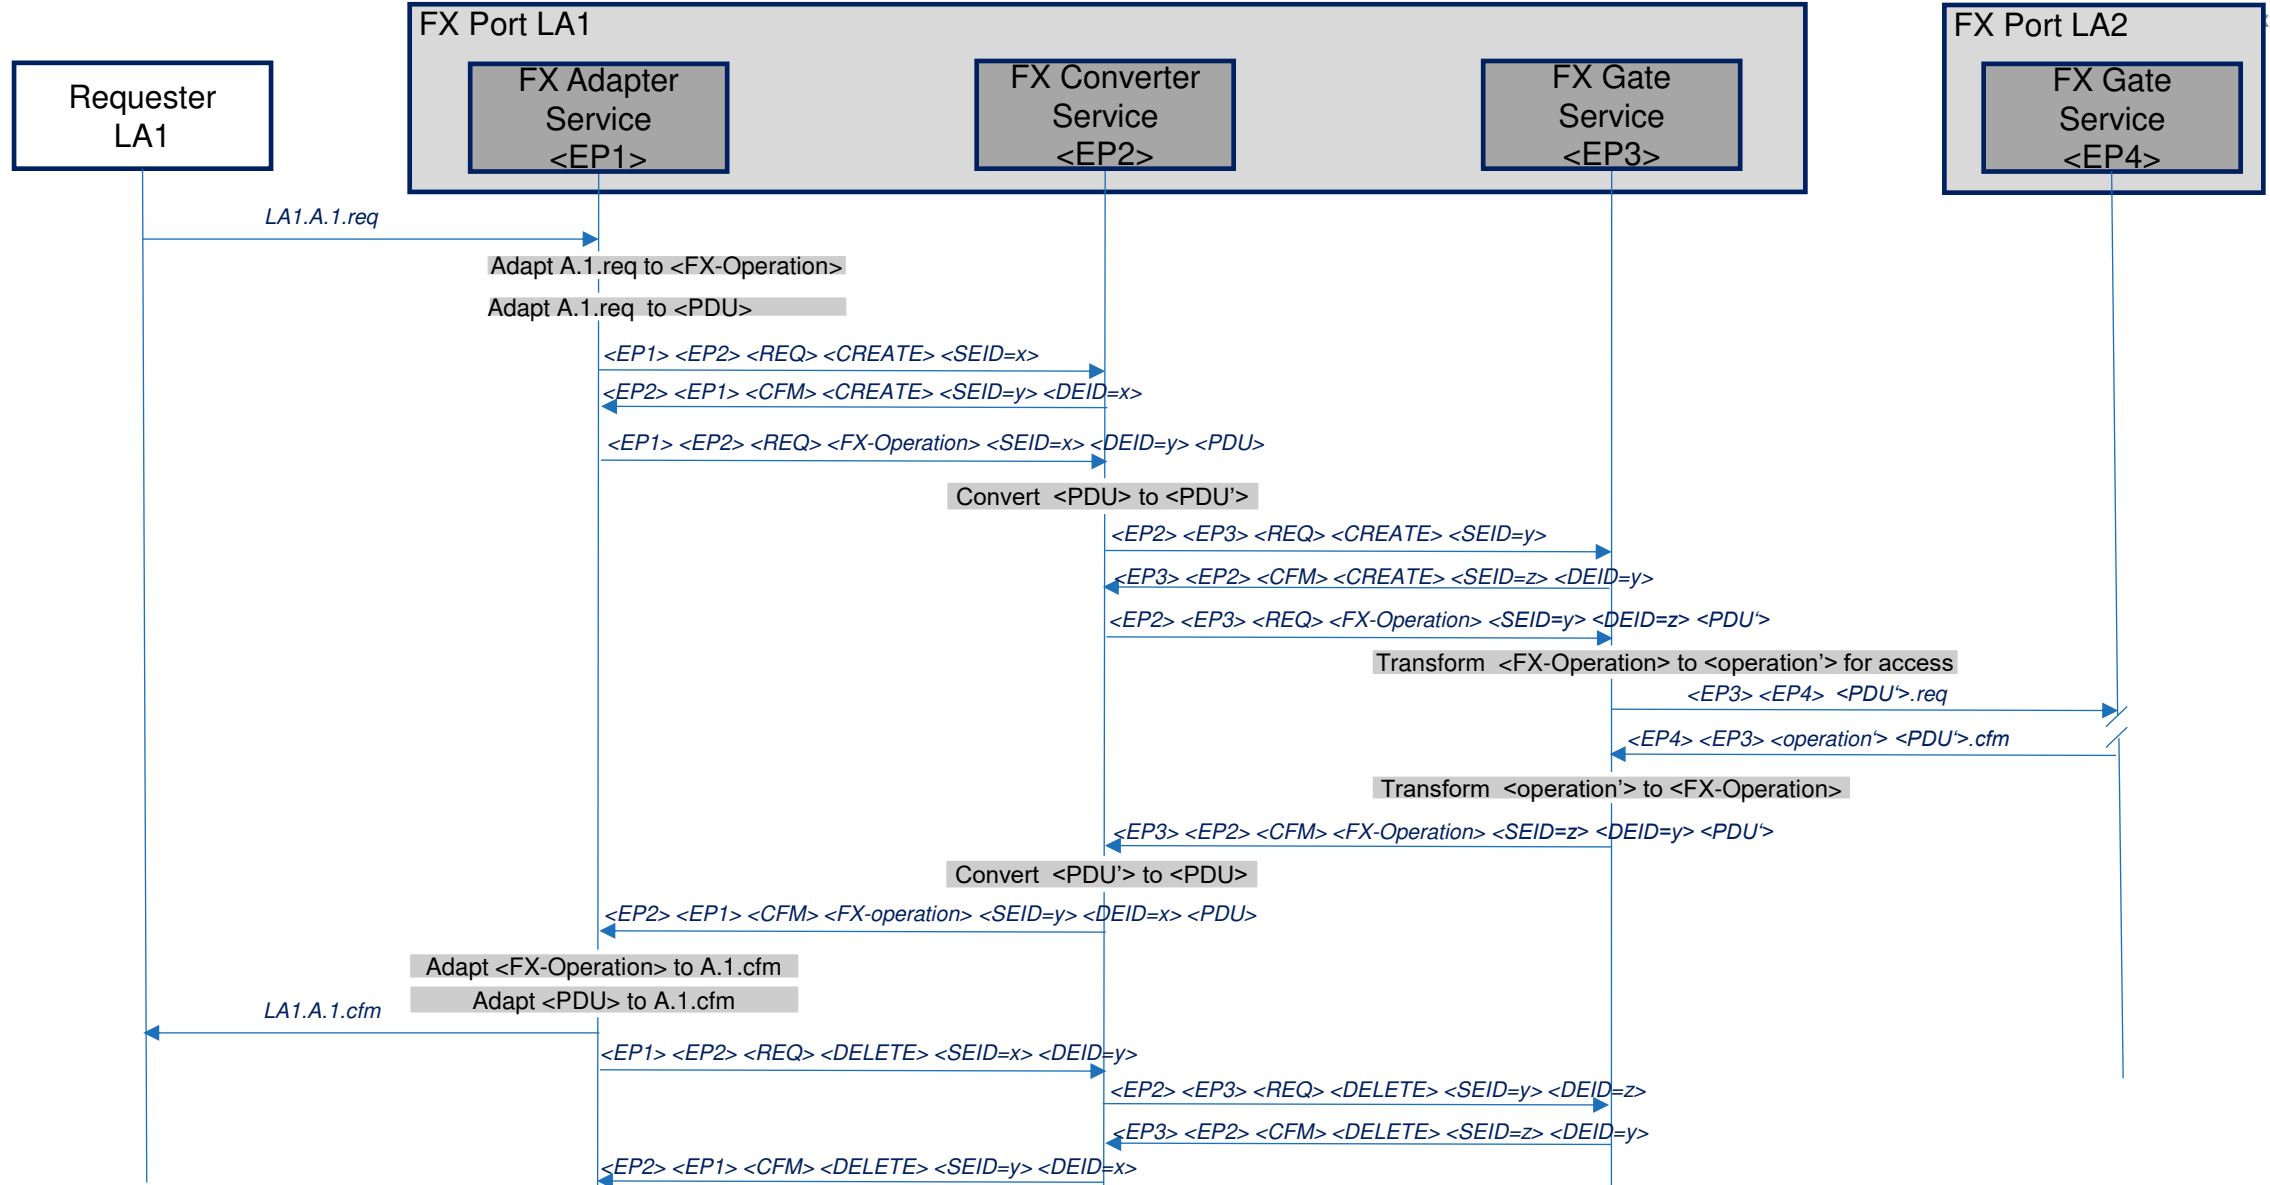 FX Port LA1
FX Port LA2
Requester
LA1
FX Adapter
Service
<EP1>
FX Converter
Service
<EP2>
FX Gate
Service
<EP3>
FX Gate
Service
<EP4>
LA1.A.1.req
Adapt A.1.req to <FX-Operation>
Adapt A.1.req  to <PDU>
<EP1> <EP2> <REQ> <CREATE> <SEID=x>
<EP2> <EP1> <CFM> <CREATE> <SEID=y> <DEID=x>
<EP1> <EP2> <REQ> <FX-Operation> <SEID=x> <DEID=y> <PDU>
Convert  <PDU> to <PDU’>
<EP2> <EP3> <REQ> <CREATE> <SEID=y>
<EP3> <EP2> <CFM> <CREATE> <SEID=z> <DEID=y>
<EP2> <EP3> <REQ> <FX-Operation> <SEID=y> <DEID=z> <PDU‘>
Transform  <FX-Operation> to <operation’> for access
<EP3> <EP4>  <PDU‘>.req
<EP4> <EP3> <operation‘> <PDU‘>.cfm
Transform  <operation’> to <FX-Operation>
<EP3> <EP2> <CFM> <FX-Operation> <SEID=z> <DEID=y> <PDU‘>
Convert  <PDU’> to <PDU>
<EP2> <EP1> <CFM> <FX-operation> <SEID=y> <DEID=x> <PDU>
Adapt <FX-Operation> to A.1.cfm
Adapt <PDU> to A.1.cfm
LA1.A.1.cfm
<EP1> <EP2> <REQ> <DELETE> <SEID=x> <DEID=y>
<EP2> <EP3> <REQ> <DELETE> <SEID=y> <DEID=z>
<EP3> <EP2> <CFM> <DELETE> <SEID=z> <DEID=y>
<EP2> <EP1> <CFM> <DELETE> <SEID=y> <DEID=x>